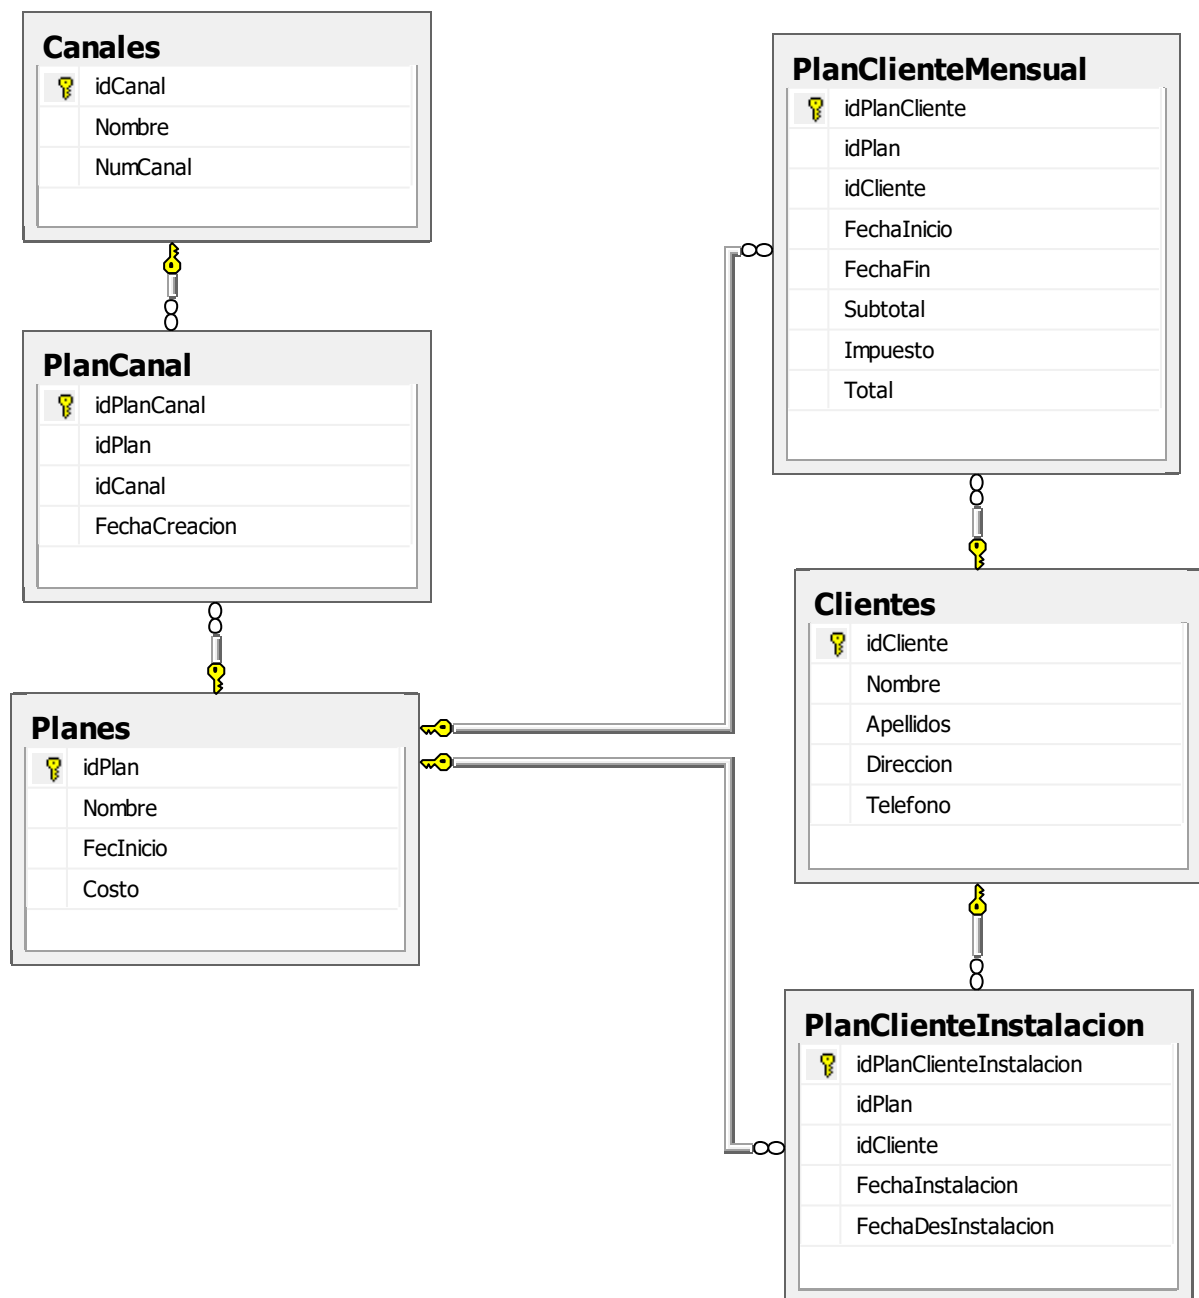 Canales
idCanal
Nombre
NumCanal
PlanCanal
idPlanCanal
idPlan
idCanal
FechaCreacion
Planes
idPlan
Nombre
FecInicio
Costo
PlanClienteMensual
idPlanCliente
idPlan
idCliente
FechaInicio
FechaFin
Subtotal
Impuesto
Total
Clientes
idCliente
Nombre
Apellidos
Direccion
Telefono
PlanClienteInstalacion
idPlanClienteInstalacion
idPlan
idCliente
FechaInstalacion
FechaDesInstalacion